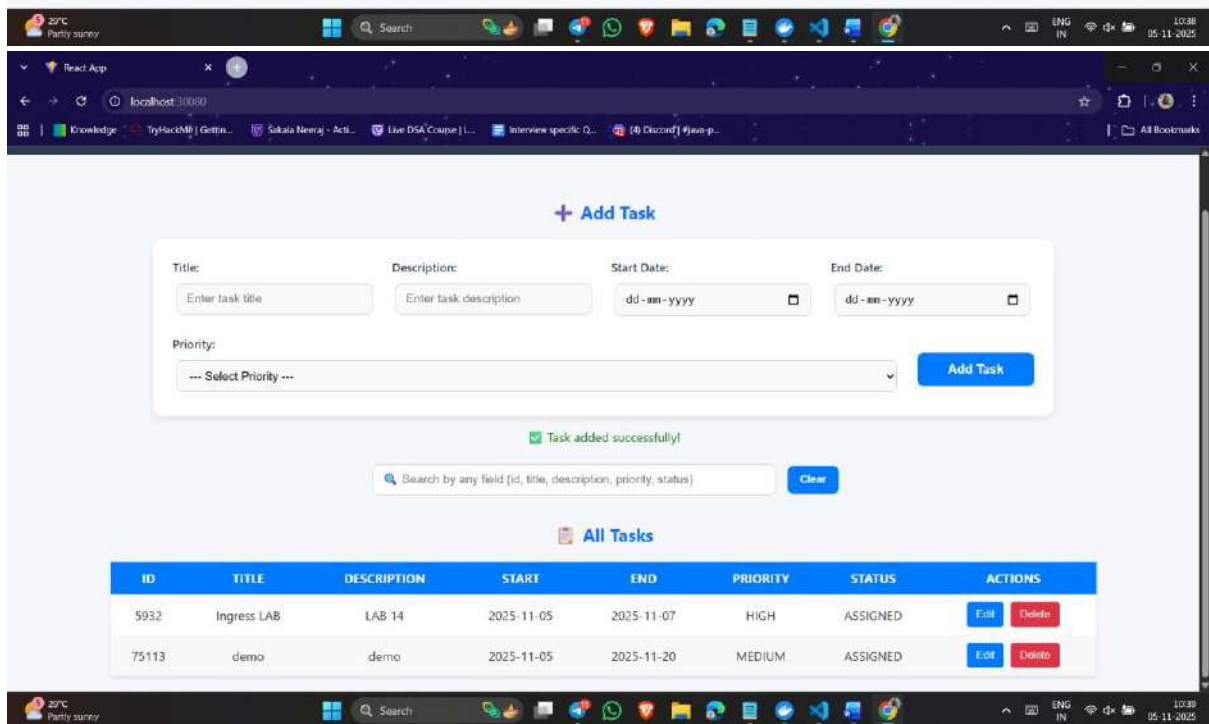 29°C
Partly sunny
Search
ENG
IN
10:38
05-11-2025
React App
localhost:30080
Knowledge
TryHackMe | Gettin...
Sakala Neeraj - Acti...
Live DSA Course | L...
Interview specific Q...
(4) Discord | #java-p...
All Bookmarks
Add Task
Title:
Description:
Start Date:
End Date:
Enter task title
Enter task description
dd-mm-yyyy
dd-mm-yyyy
Priority:
--- Select Priority ---
Add Task
Task added successfully!
Search by any field (id, title, description, priority, status)
Clear
All Tasks
ID TITLE DESCRIPTION START END PRIORITY STATUS ACTIONS
5932 Ingress LAB LAB 14 2025-11-05 2025-11-07 HIGH ASSIGNED Edit Delete
75113 demo demo 2025-11-05 2025-11-20 MEDIUM ASSIGNED Edit Delete
29°C
Partly sunny
Search
ENG
IN
10:39
05-11-2025